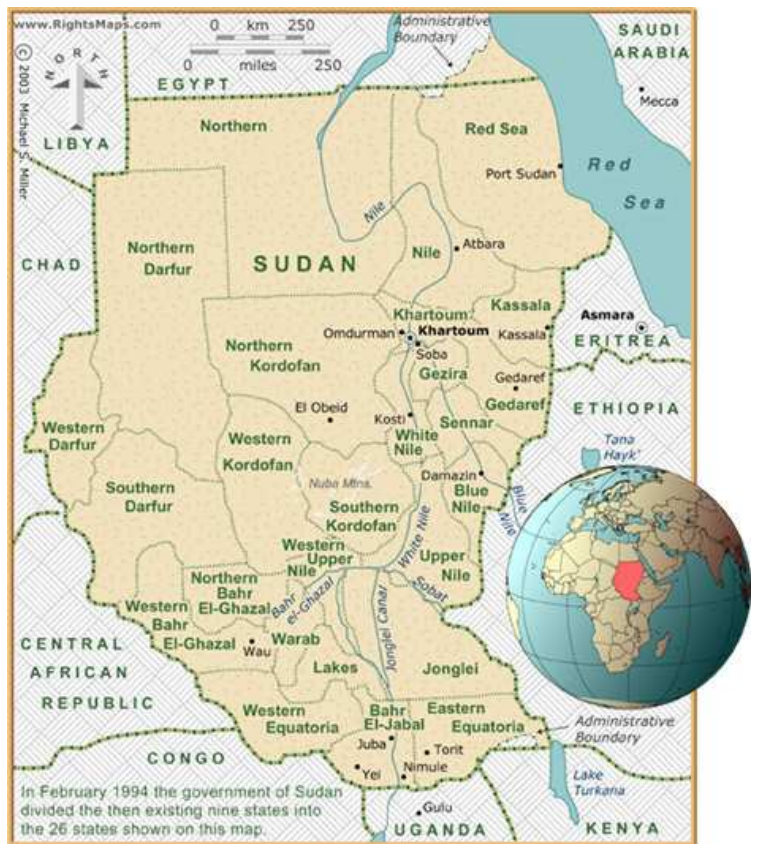 www.RightsMaps.com
© 2003 Michael S. Miller
NORTH
0 km 250
0 miles 250
Administrative
Boundary
SAUDI
ARABIA
Mecca
EGYPT
LIBYA
Northern
Red Sea
Port Sudan
Red
Sea
Nile
CHAD
Northern
Darfur
SUDAN
Nile
Atbara
Khartoum
Kassala
Omdurman
Khartoum
Kassala
Asmara
ERITREA
Soba
Northern
Kordofan
Gezira
Gedaref
Gedaref
ETHIOPIA
El Obeid
Kosti
Sennar
Western
Darfur
Western
Kordofan
White
Nile
Tana
Hayk'
Nuba Mtns.
Damazin
Blue
Nile
Blue
Nile
Southern
Darfur
Southern
Kordofan
White Nile
Western
Upper
Nile
Upper
Nile
Northern
Bahr
El-Ghazal
Bahr
el-Ghazal
Sobat
Western
Bahr
El-Ghazal
Wau
Warab
Jonglei Canal
CENTRAL
AFRICAN
REPUBLIC
Lakes
Jonglei
Western
Equatoria
Bahr
El-Jabal
Eastern
Equatoria
Administrative
Boundary
Juba
Torit
CONGO
Yei
Nimule
Lake
Turkana
In February 1994 the government of Sudan
divided the then existing nine states into
the 26 states shown on this map.
Gulu
UGANDA
KENYA